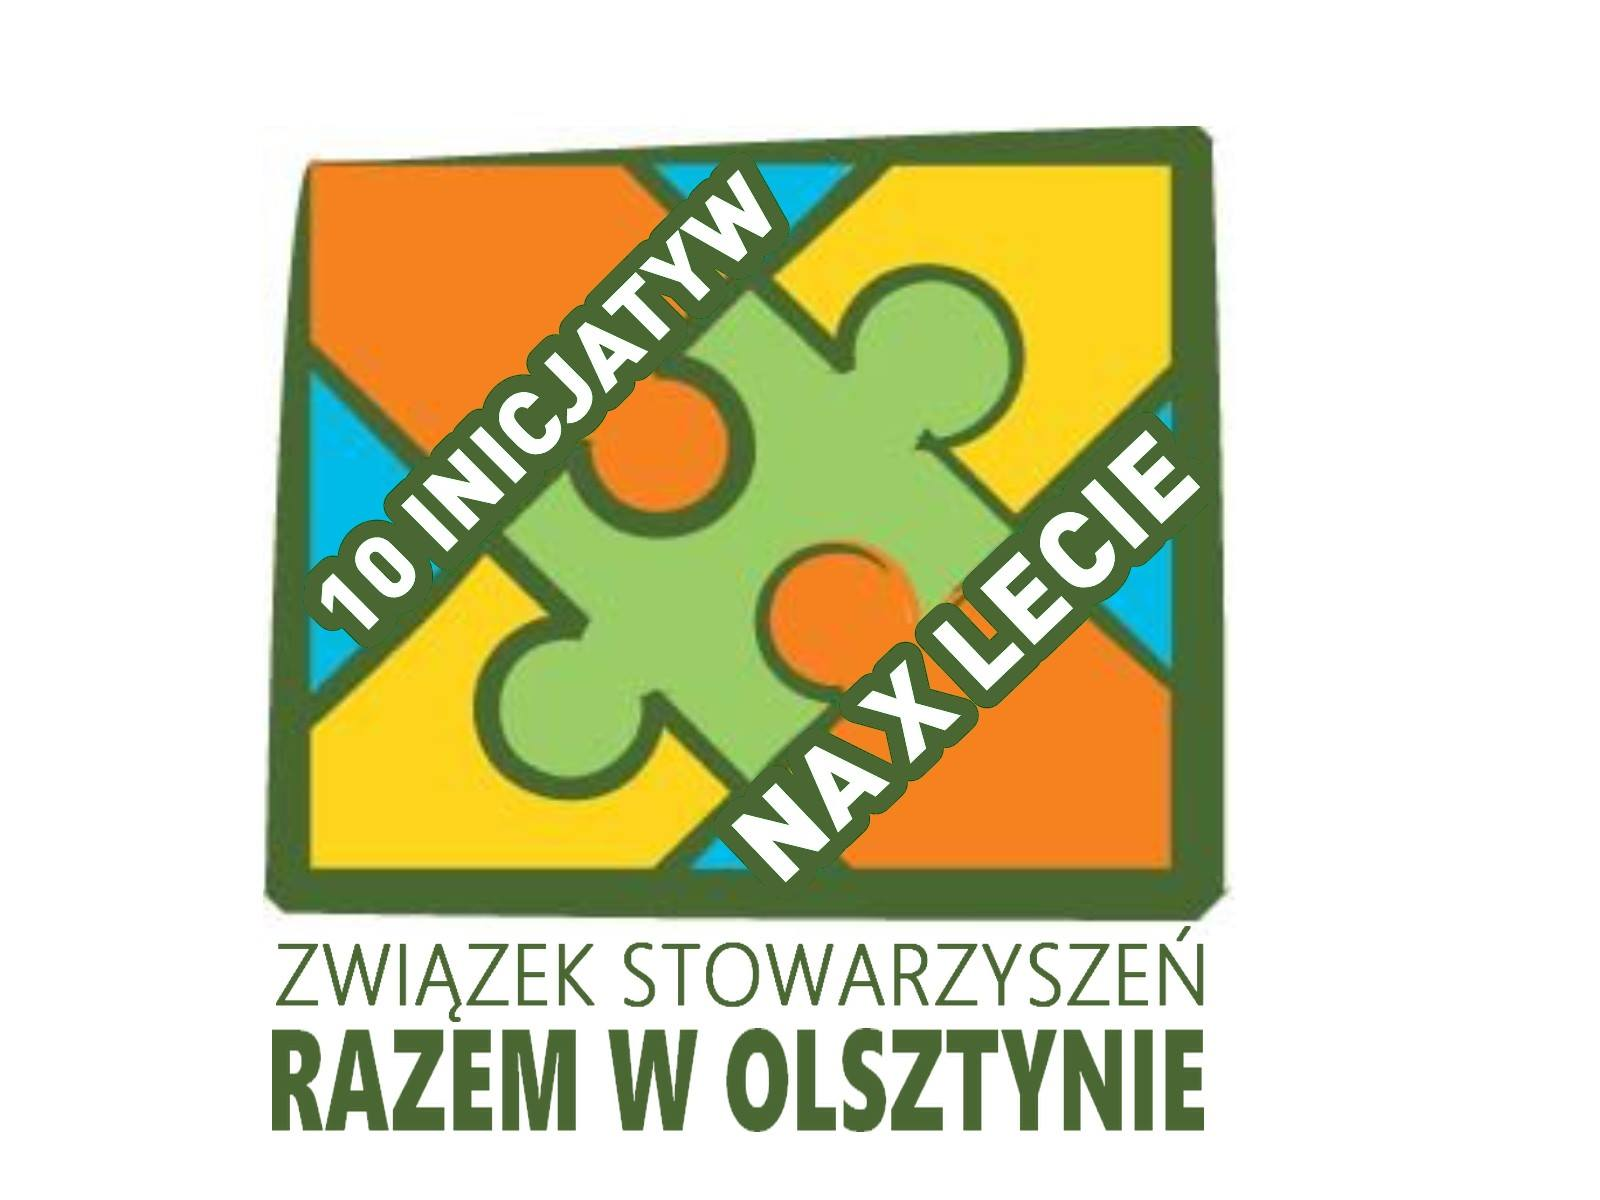 10 INICJATYW
NA X LECIE
ZWIĄZEK STOWARZYSZEŃ
RAZEM W OLSZTYNIE